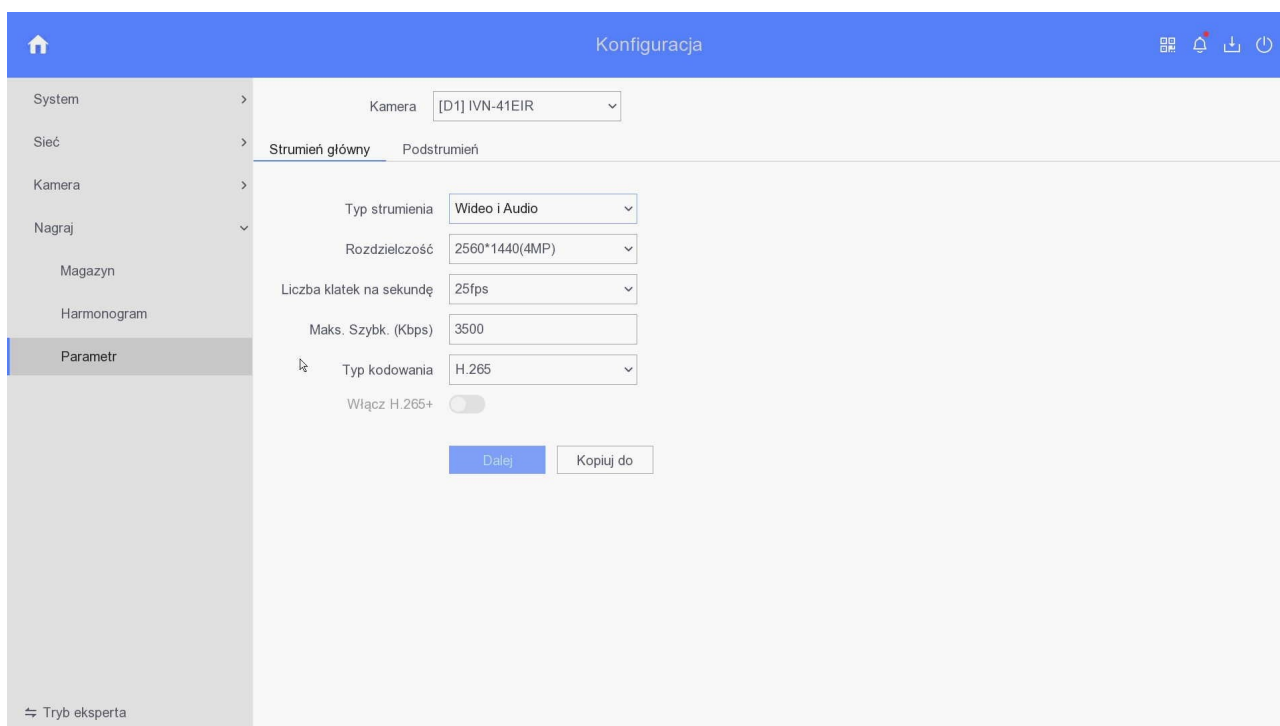 Konfiguracja
System
Sieć
Kamera
Nagraj
Magazyn
Harmonogram
Parametr
Tryb eksperta
Kamera [D1] IVN-41EIR
Strumień główny Podstrumień
Typ strumienia Wideo i Audio
Rozdzielczość 2560*1440(4MP)
Liczba klatek na sekundę 25fps
Maks. Szybk. (Kbps) 3500
Typ kodowania H.265
Włącz H.265+
Dalej Kopiuj do